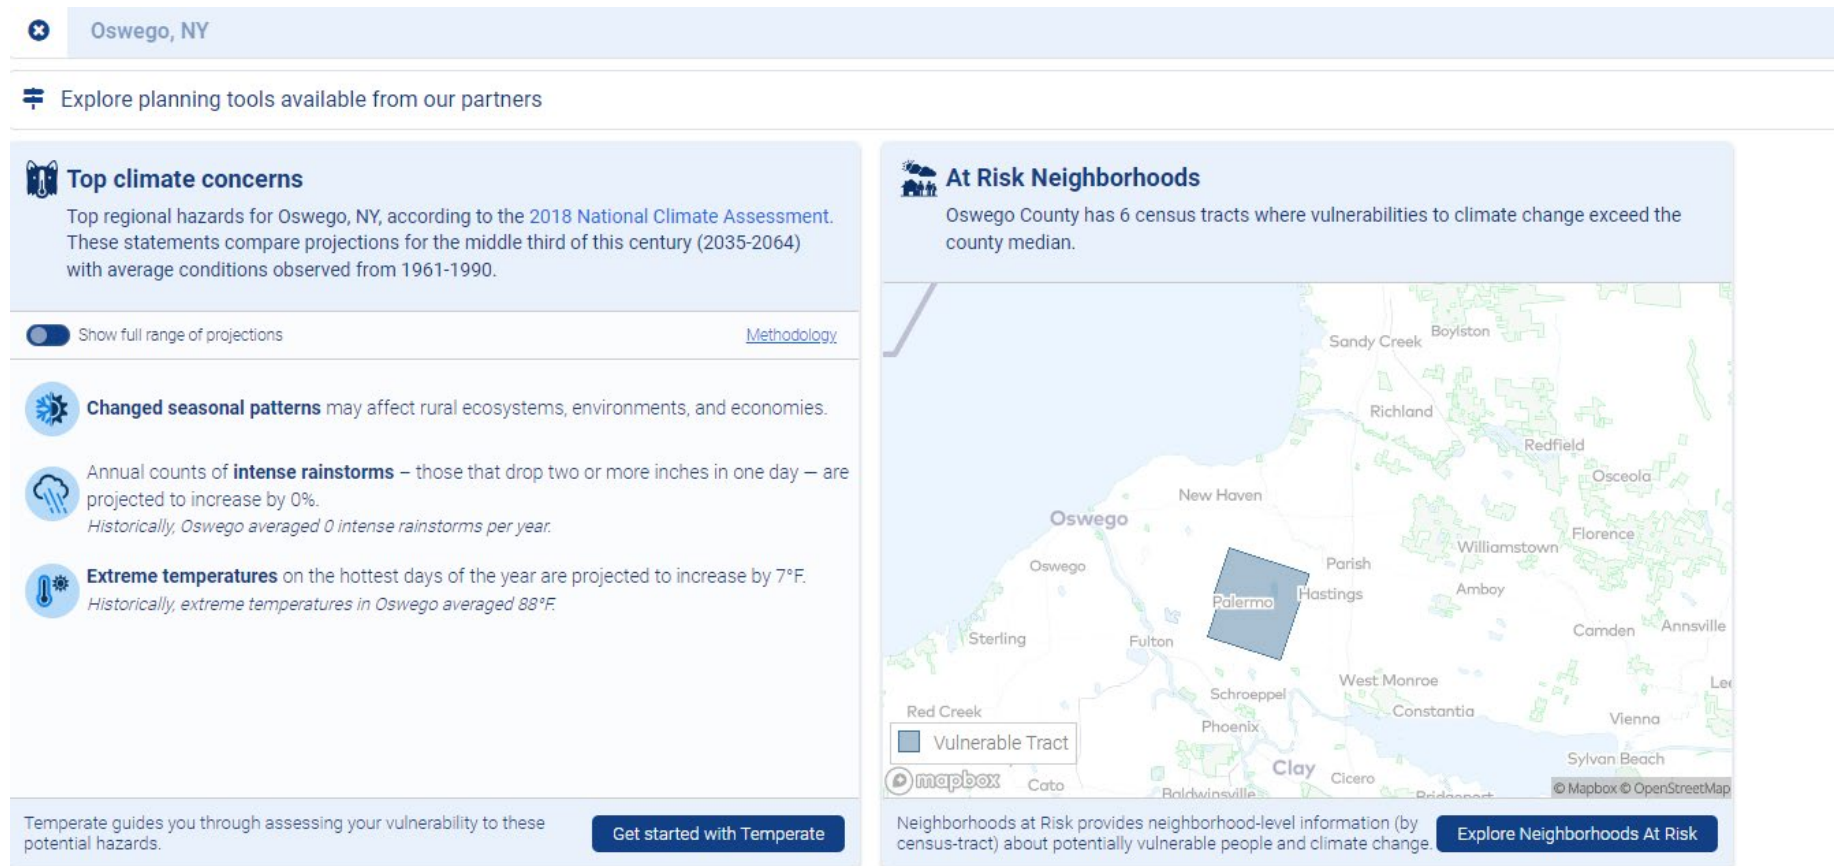 Oswego, NY
Explore planning tools available from our partners
Top climate concerns
Top regional hazards for Oswego, NY, according to the 2018 National Climate Assessment.
These statements compare projections for the middle third of this century (2035-2064)
with average conditions observed from 1961-1990.
Show full range of projections
Methodology
Changed seasonal patterns may affect rural ecosystems, environments, and economies.
Annual counts of intense rainstorms – those that drop two or more inches in one day — are
projected to increase by 0%.
Historically, Oswego averaged 0 intense rainstorms per year.
Extreme temperatures on the hottest days of the year are projected to increase by 7°F.
Historically, extreme temperatures in Oswego averaged 88°F.
Temperate guides you through assessing your vulnerability to these
potential hazards.
Get started with Temperate
At Risk Neighborhoods
Oswego County has 6 census tracts where vulnerabilities to climate change exceed the
county median.
Boylston
Sandy Creek
Richland
Redfield
Osceola
New Haven
Oswego
Florence
Williamstown
Oswego
Parish
Amboy
Hastings
Palermo
Annsville
Camden
Sterling
Fulton
West Monroe
Lee
Schroeppel
Red Creek
Constantia
Vienna
Phoenix
Vulnerable Tract
Sylvan Beach
Clay
Cicero
mapbox
Cato
© Mapbox © OpenStreetMap
Baldwinsville
Bridgeport
Neighborhoods at Risk provides neighborhood-level information (by
census-tract) about potentially vulnerable people and climate change.
Explore Neighborhoods At Risk